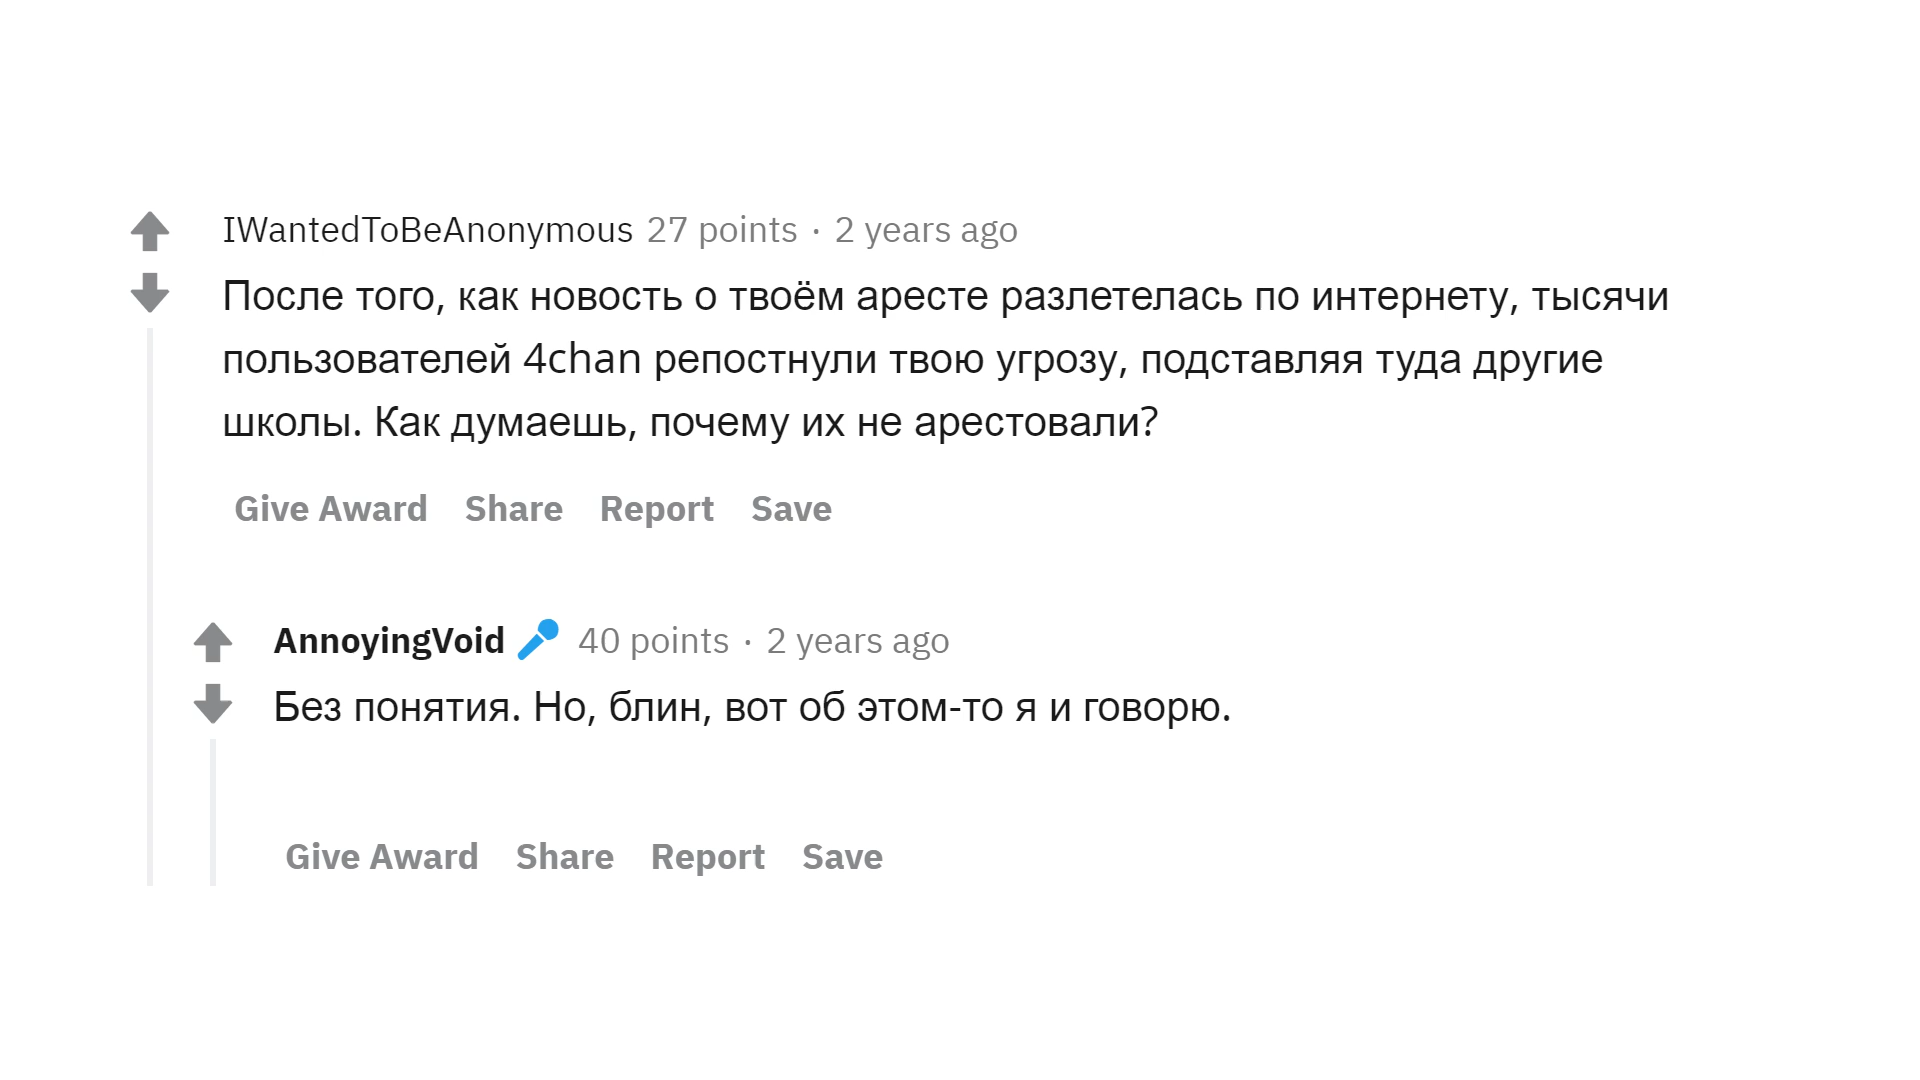 IWantedToBeAnonymous 27 points · 2 years ago
После того, как новость о твоём аресте разлетелась по интернету, тысячи
пользователей 4chan репостнули твою угрозу, подставляя туда другие
школы. Как думаешь, почему их не арестовали?
Give Award Share Report Save
AnnoyingVoid 40 points · 2 years ago
Без понятия. Но, блин, вот об этом-то я и говорю.
Give Award Share Report Save